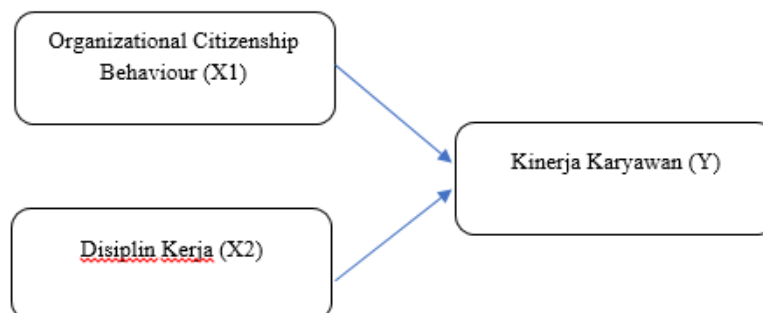 Organizational Citizenship
Behaviour (X1)
Kinerja Karyawan (Y)
Disiplin Kerja (X2)